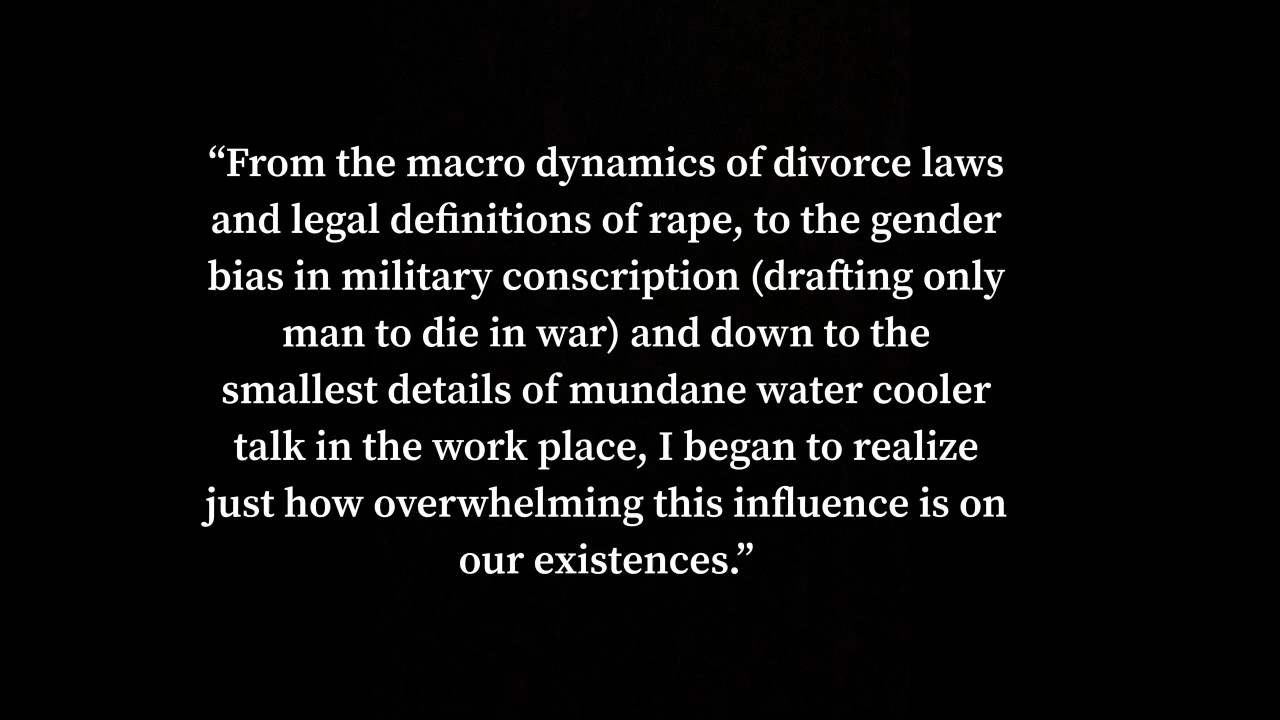 “From the macro dynamics of divorce laws
and legal definitions of rape, to the gender
bias in military conscription (drafting only
man to die in war) and down to the
smallest details of mundane water cooler
talk in the work place, I began to realize
just how overwhelming this influence is on
our existences.”